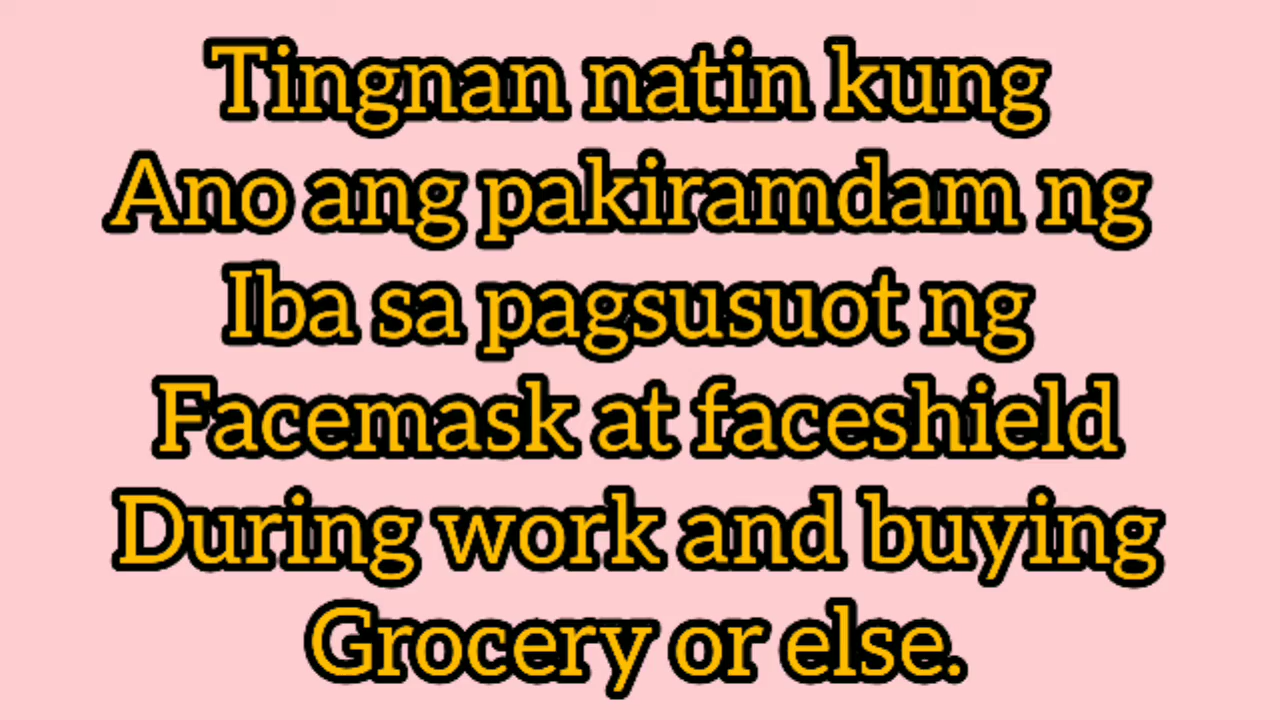 Tingnan natin kung
Ano ang pakiramdam ng
Iba sa pagsusuot ng
Facemask at faceshield
During work and buying
Grocery or else.